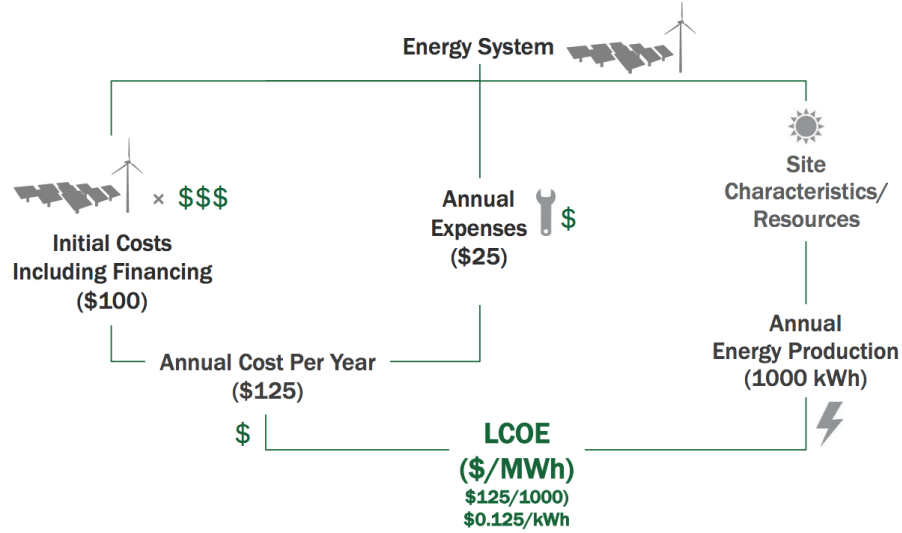 Energy System
× $$$
Initial Costs
Including Financing
($100)
Annual
Expenses
($25)
$
Site
Characteristics/
Resources
Annual Cost Per Year
($125)
$
Annual
Energy Production
(1000 kWh)
LCOE
($/MWh)
$125/1000)
$0.125/kWh